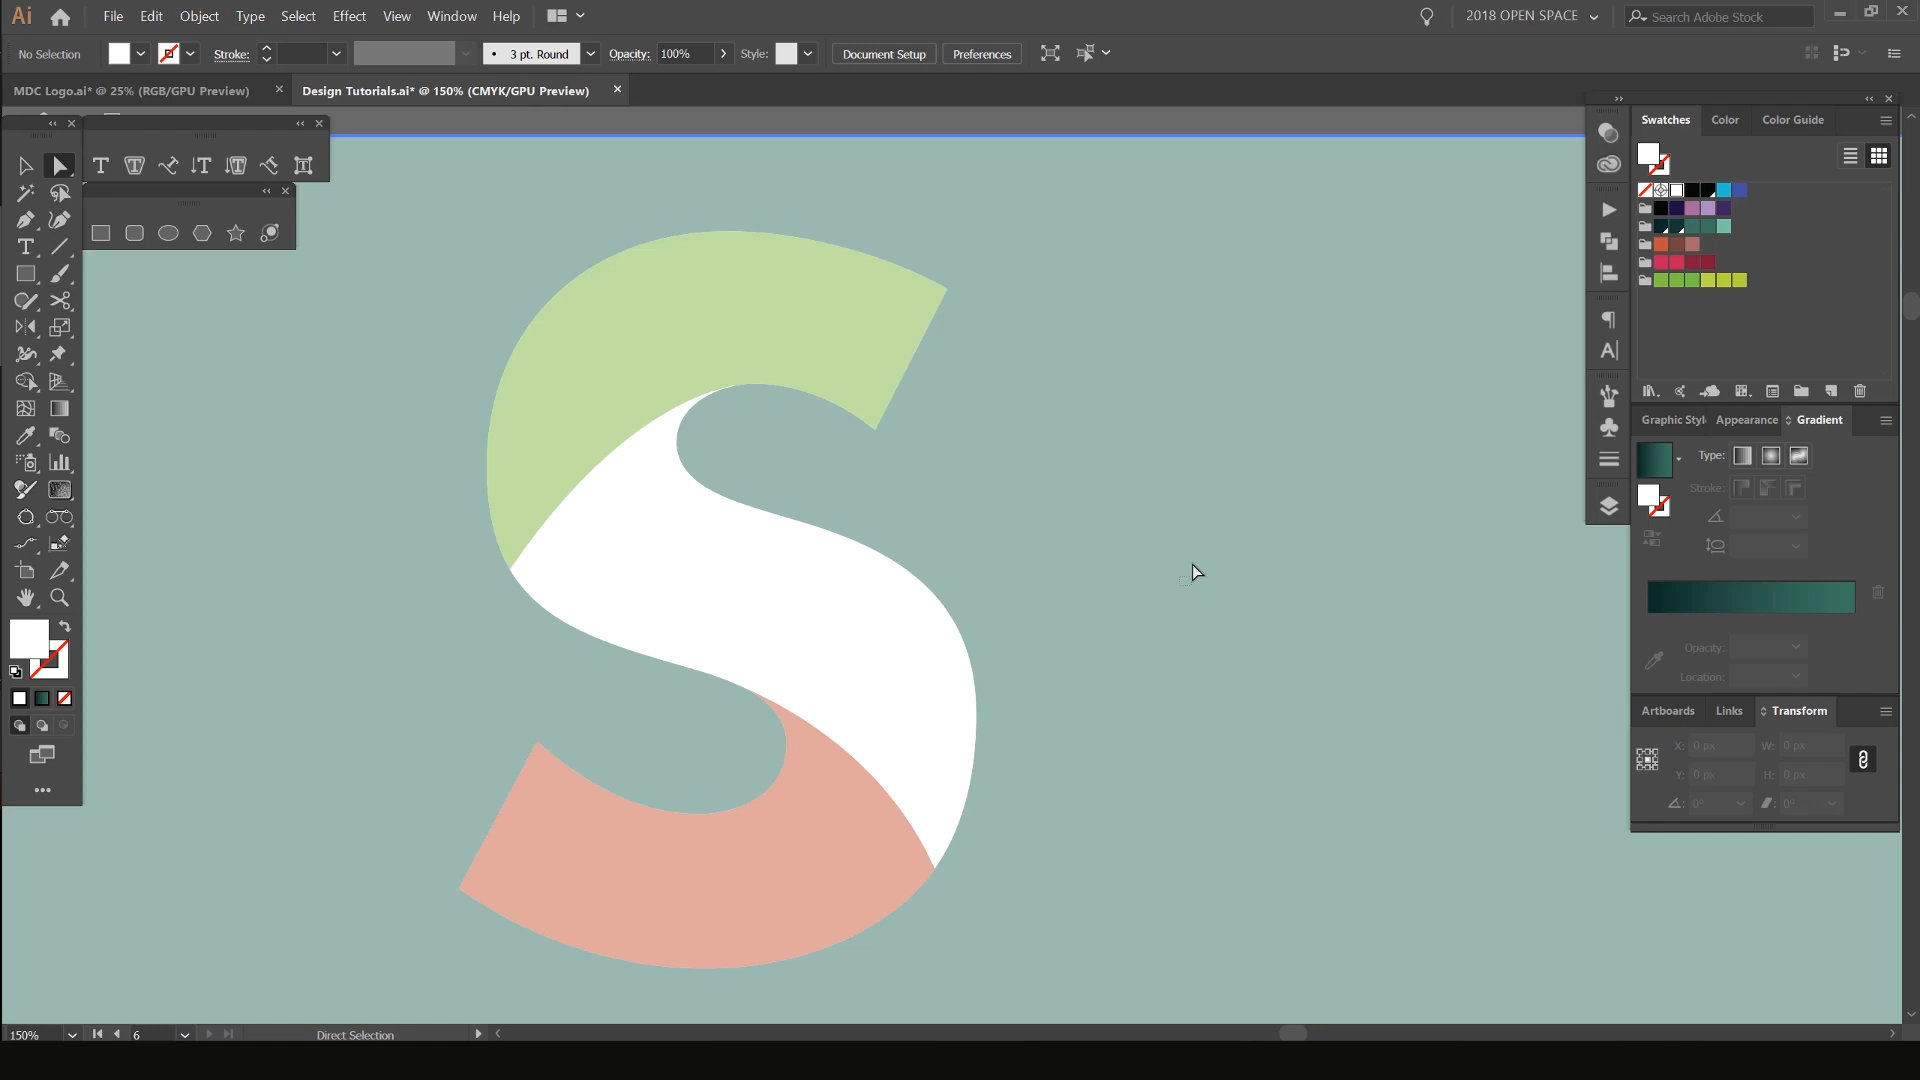 Ai File Edit Object Type Select Effect View Window Help 2018 OPEN SPACE Search Adobe Stock
No Selection Stroke: 3 pt. Round Opacity: 100% Style: Document Setup Preferences
MDC Logo.ai* @ 25% (RGB/GPU Preview) Design Tutorials.ai* @ 150% (CMYK/GPU Preview)
Swatches Color Color Guide
Graphic Styl Appearance Gradient
Type:
Stroke:
Opacity:
Location:
Artboards Links Transform
X: 0 px W: 0 px
Y: 0 px H: 0 px
0° 0°
S
150% 6 Direct Selection